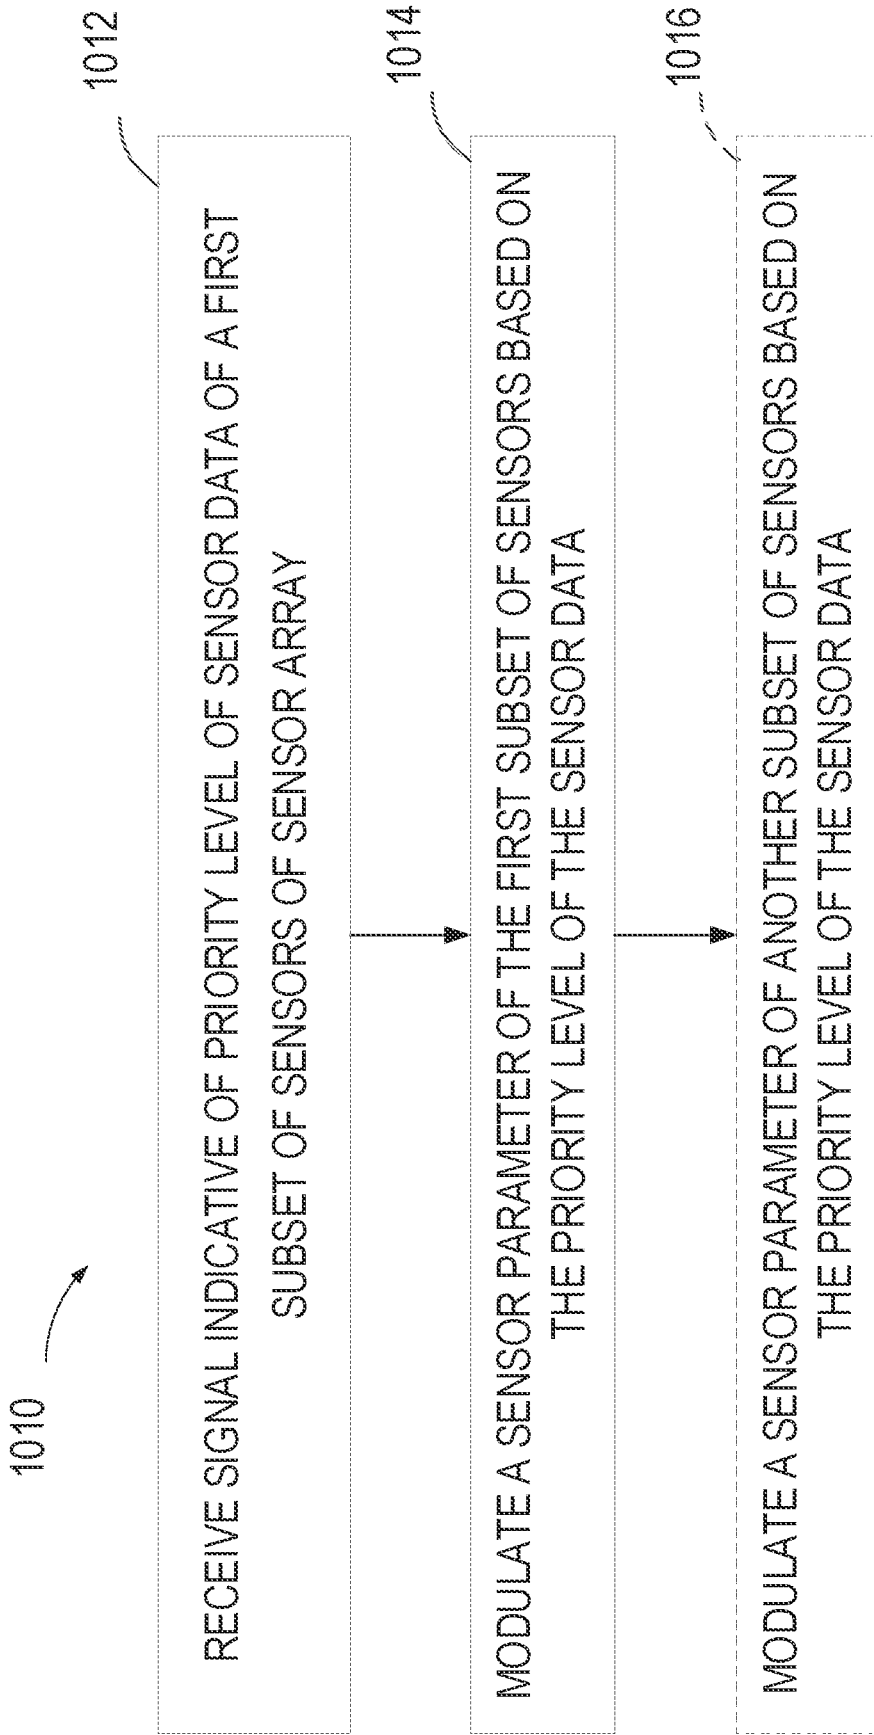 1010
1012
RECEIVE SIGNAL INDICATIVE OF PRIORITY LEVEL OF SENSOR DATA OF A FIRST
SUBSET OF SENSORS OF SENSOR ARRAY
1014
MODULATE A SENSOR PARAMETER OF THE FIRST SUBSET OF SENSORS BASED ON
THE PRIORITY LEVEL OF THE SENSOR DATA
1016
MODULATE A SENSOR PARAMETER OF ANOTHER SUBSET OF SENSORS BASED ON
THE PRIORITY LEVEL OF THE SENSOR DATA